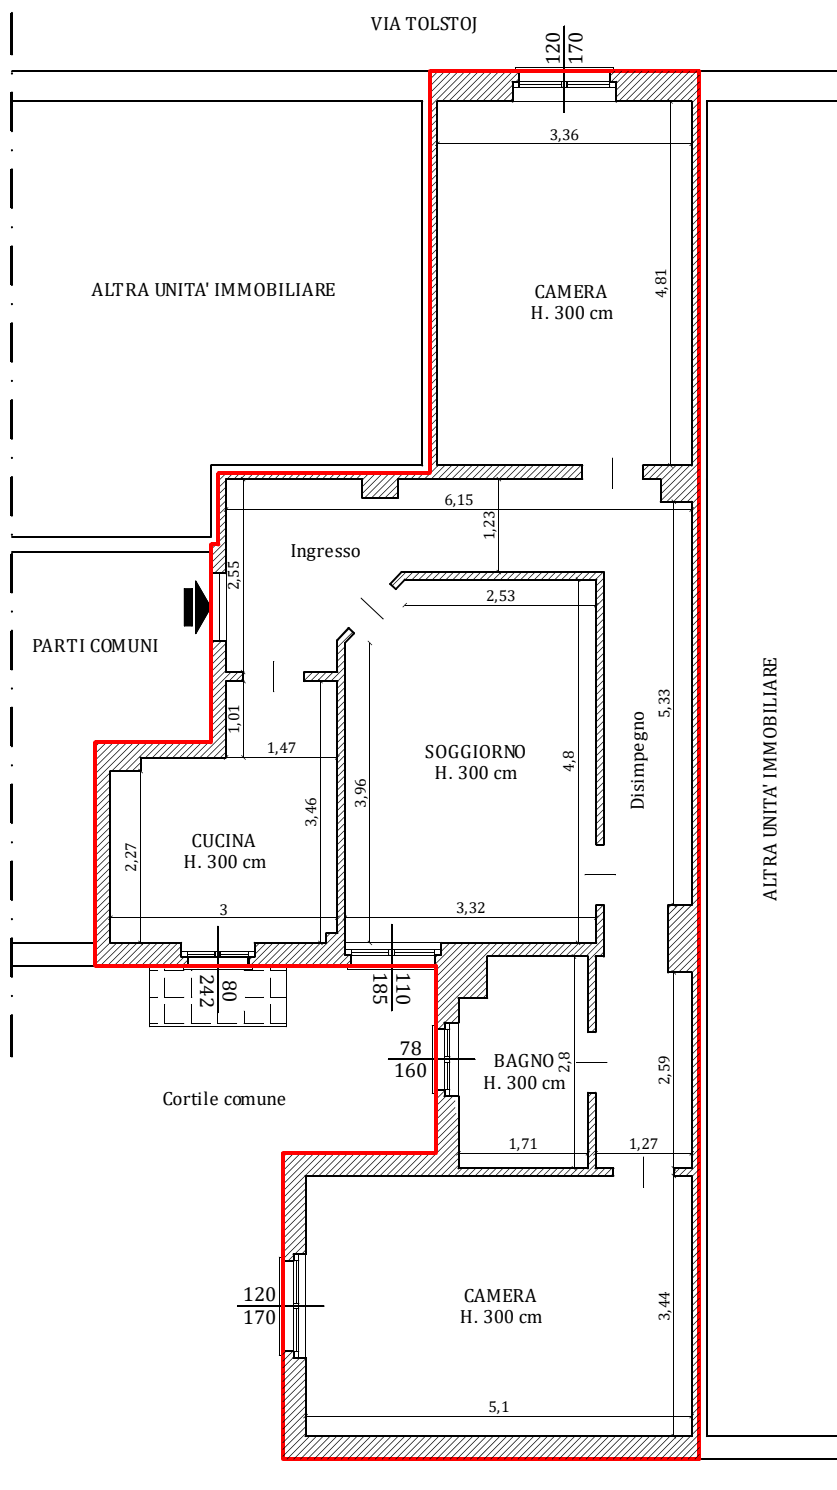 VIA TOLSTOJ
120
170
3,36
4,81
ALTRA UNITA' IMMOBILIARE
CAMERA
H. 300 cm
6,15
1,23
Ingresso
2,55
2,53
PARTI COMUNI
5,33
ALTRA UNITA' IMMOBILIARE
1,01
1,47
SOGGIORNO
H. 300 cm
4,8
Disimpegno
3,96
3,46
CUCINA
H. 300 cm
2,27
3
3,32
80
242
110
185
78
160
BAGNO
H. 300 cm
2,8
2,59
Cortile comune
1,71
1,27
120
170
CAMERA
H. 300 cm
3,44
5,1